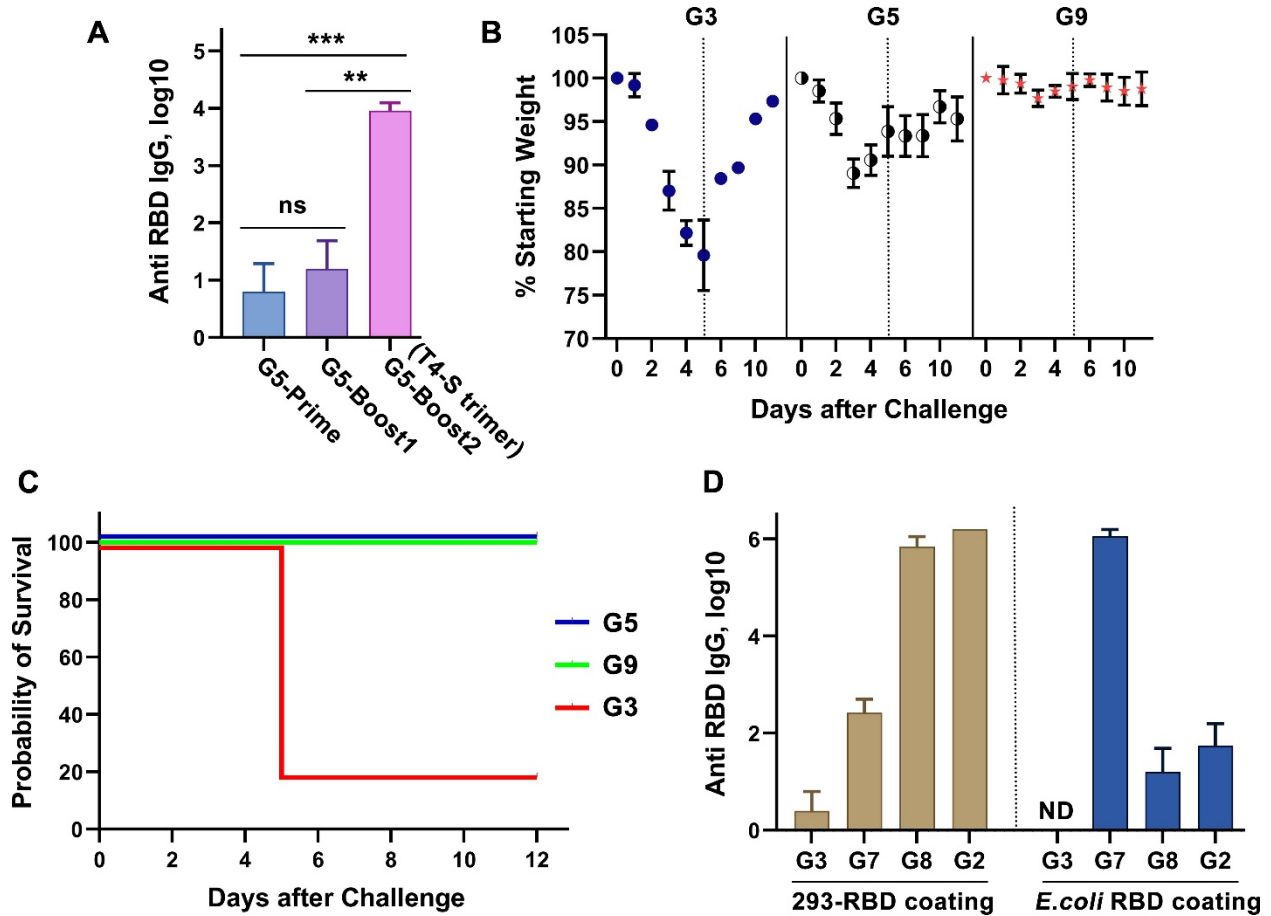 A
Anti RBD IgG, log10
5
4
3
2
1
0
***
**
ns
G5-Prime
G5-Boost1
G5-Boost2
(T4-S trimer)
B
G3
G5
G9
% Starting Weight
105
100
95
90
85
80
75
70
0 2 4 6 10
0 2 4 6 10
0 2 4 6 10
Days after Challenge
C
Probability of Survival
100
80
60
40
20
0
0 2 4 6 8 10 12
Days after Challenge
G5
G9
G3
D
Anti RBD IgG, log10
6
4
2
0
ND
G3 G7 G8 G2
G3 G7 G8 G2
293-RBD coating
E.coli RBD coating